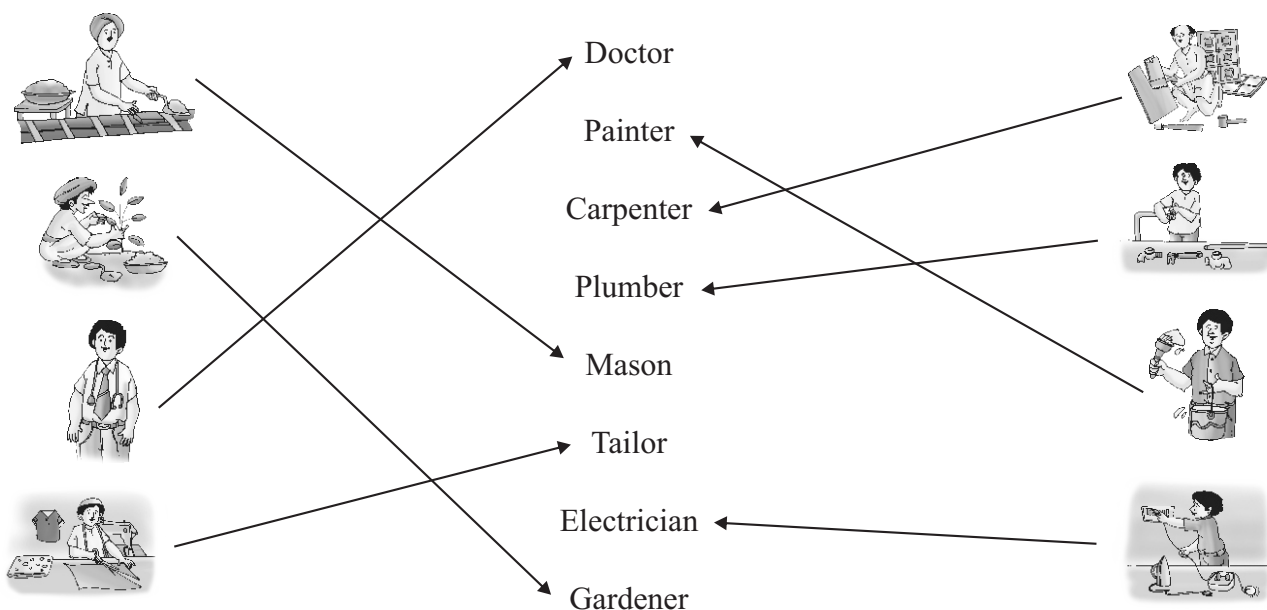 Doctor
Painter
Carpenter
Plumber
Mason
Tailor
Electrician
Gardener